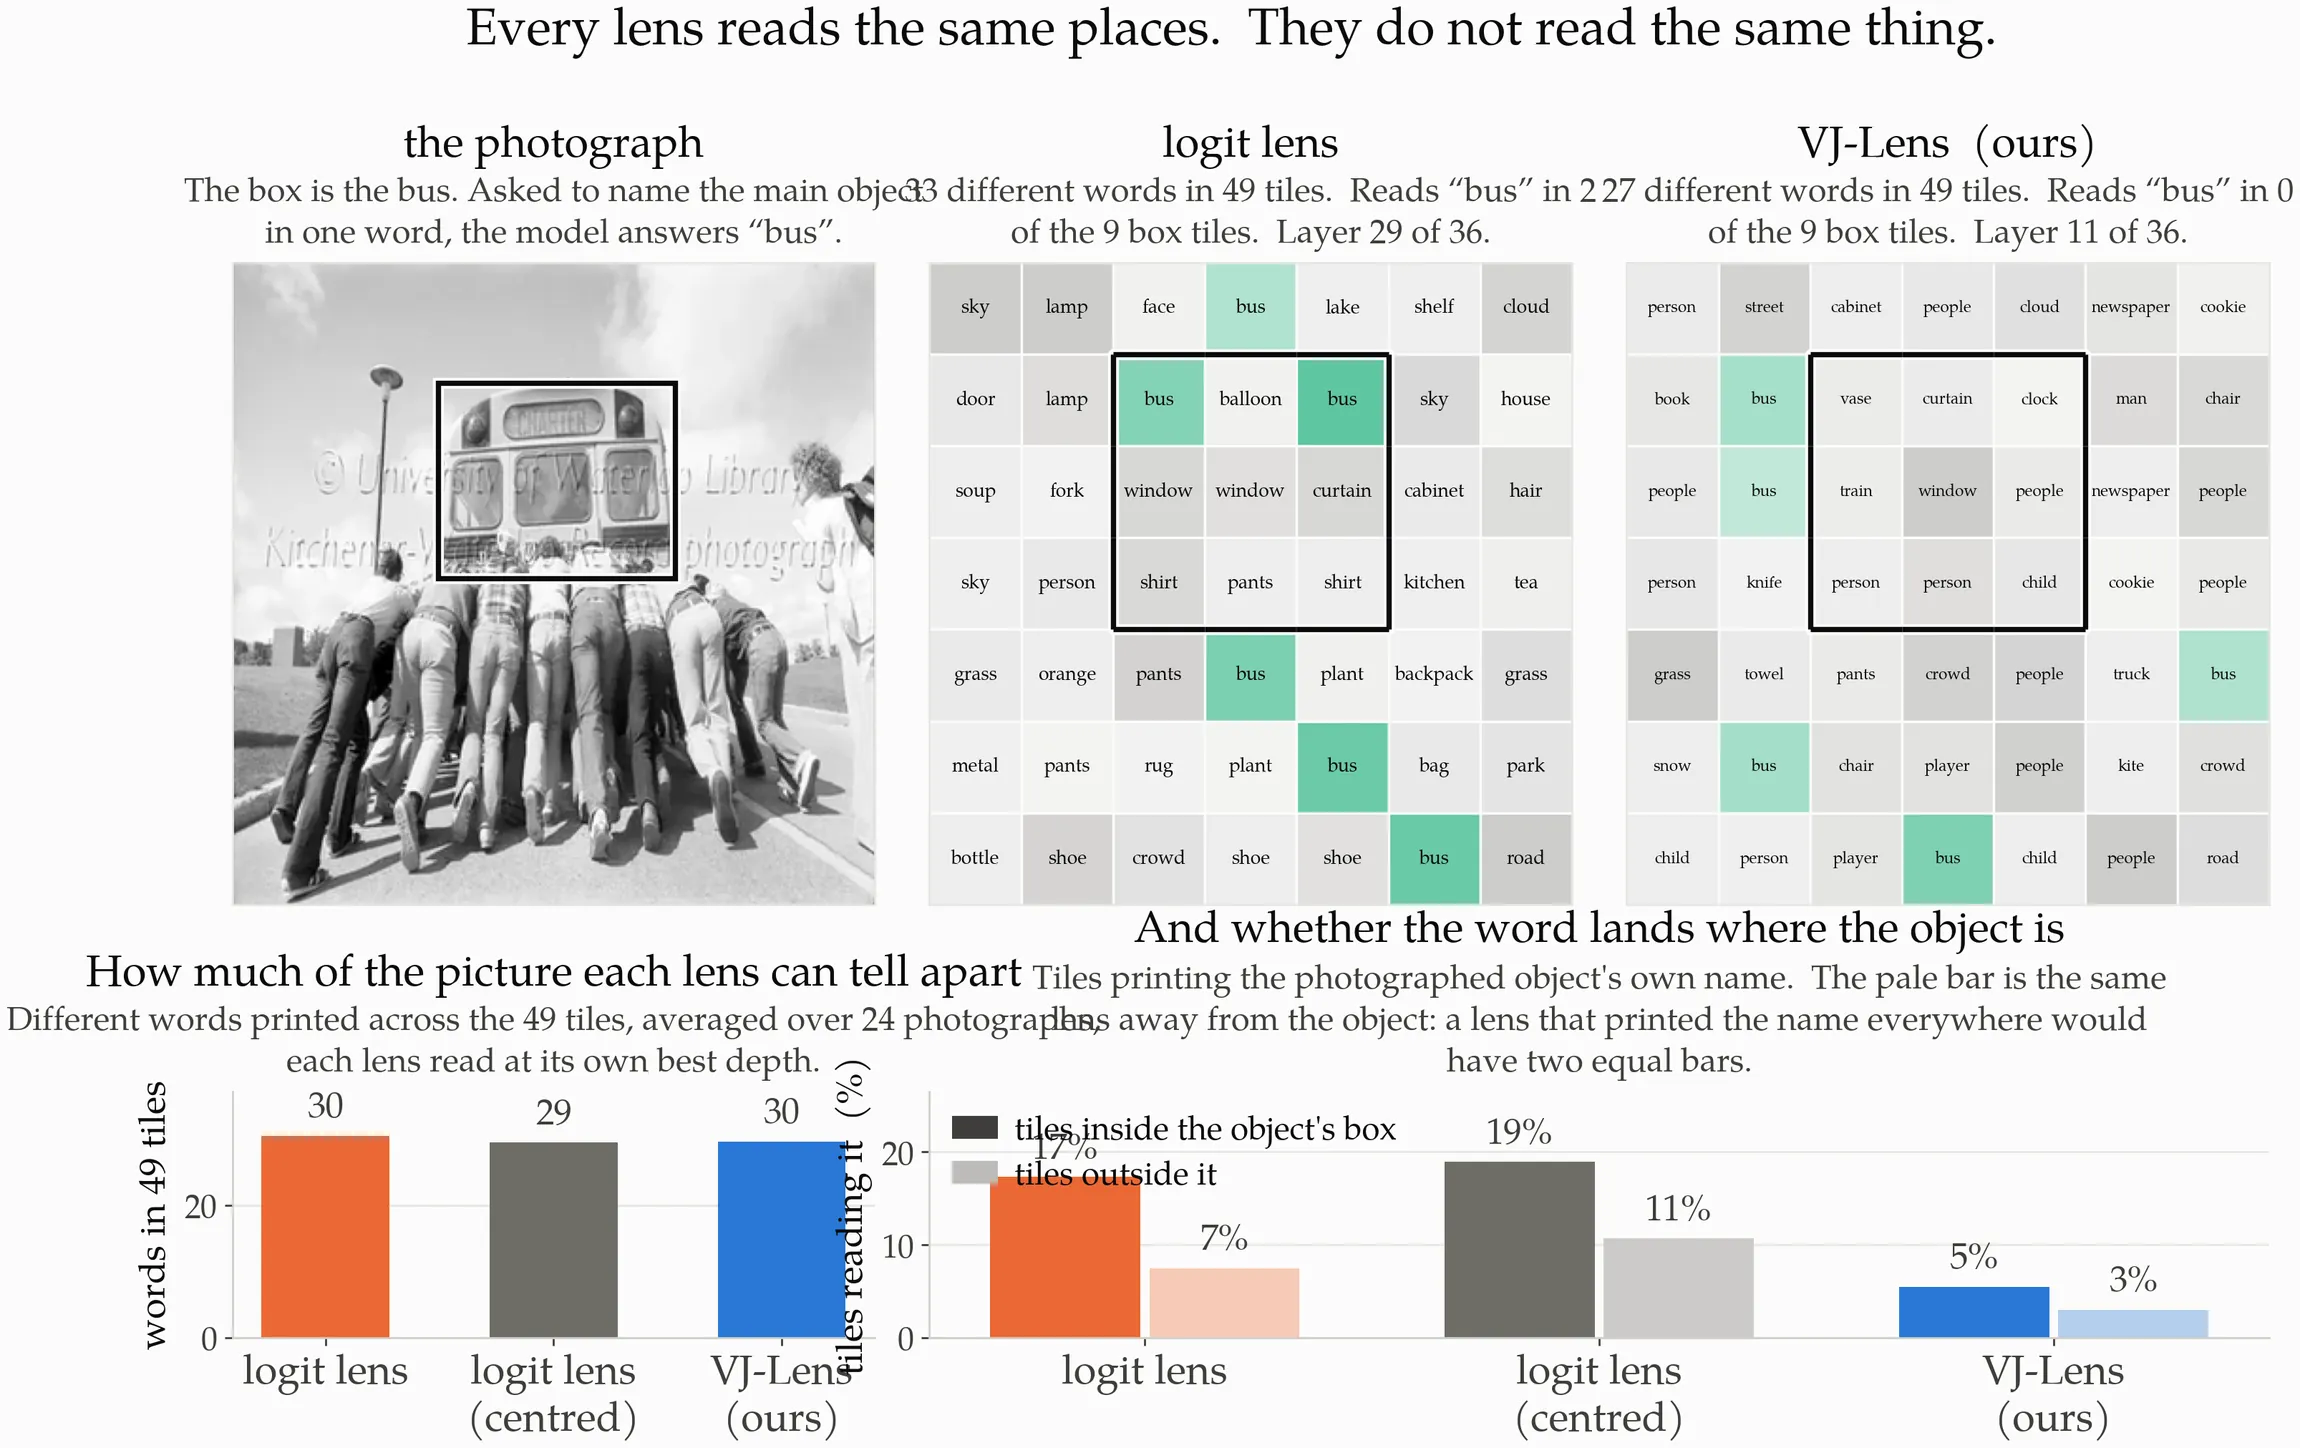 Every lens reads the same places. They do not read the same thing.
the photograph
The box is the bus. Asked to name the main object
in one word, the model answers “bus”.
logit lens
33 different words in 49 tiles. Reads “bus” in 2
of the 9 box tiles. Layer 29 of 36.
VJ-Lens (ours)
27 different words in 49 tiles. Reads “bus” in 0
of the 9 box tiles. Layer 11 of 36.
CHARTER
© University of Waterloo Library
Kitchener-Waterloo Record photograph
sky lamp face bus lake shelf cloud
door lamp bus balloon bus sky house
soup fork window window curtain cabinet hair
sky person shirt pants shirt kitchen tea
grass orange pants bus plant backpack grass
metal pants rug plant bus bag park
bottle shoe crowd shoe shoe bus road
person street cabinet people cloud newspaper cookie
book bus vase curtain clock man chair
people bus train window people newspaper people
person knife person person child cookie people
grass towel pants crowd people truck bus
snow bus chair player people kite crowd
child person player bus child people road
How much of the picture each lens can tell apart
Different words printed across the 49 tiles, averaged over 24 photographs,
each lens read at its own best depth.
words in 49 tiles
20
0
30
29
30
logit lens
logit lens
(centred)
VJ-Lens
(ours)
And whether the word lands where the object is
Tiles printing the photographed object's own name. The pale bar is the same
lens away from the object: a lens that printed the name everywhere would
have two equal bars.
tiles reading it (%)
20
10
0
tiles inside the object's box
tiles outside it
17%
7%
19%
11%
5%
3%
logit lens
logit lens
(centred)
VJ-Lens
(ours)